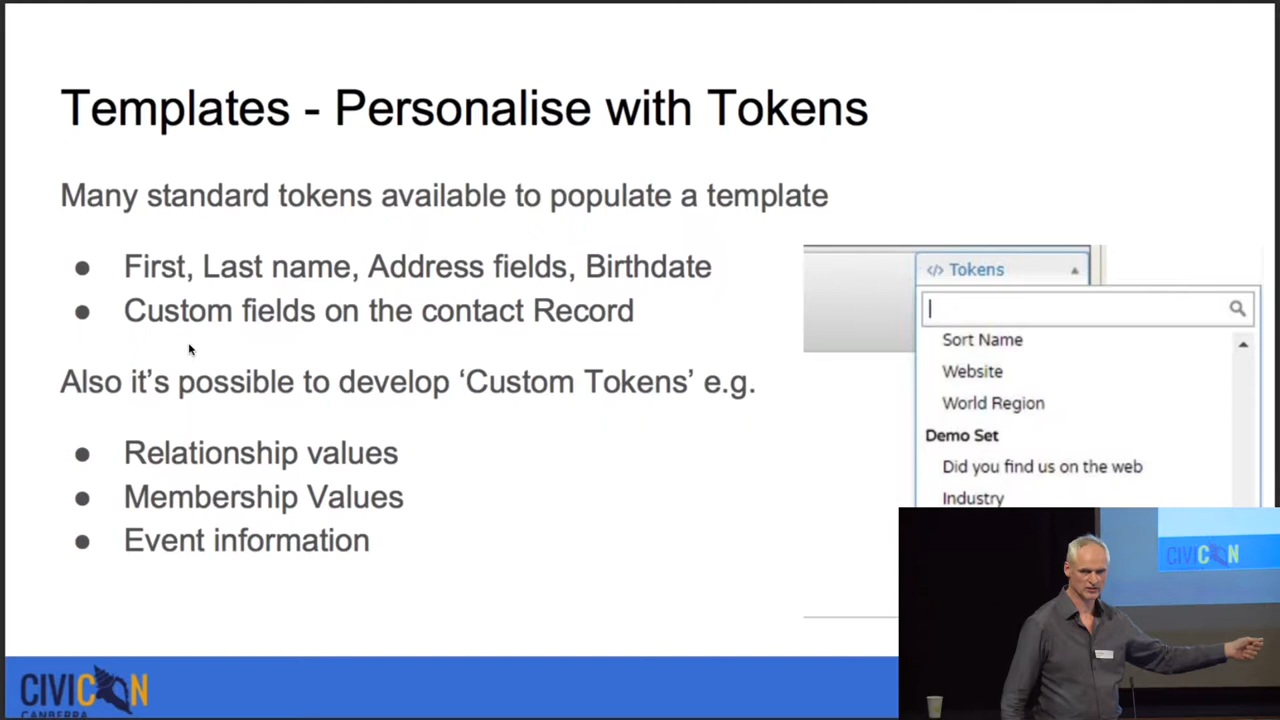 Templates - Personalise with Tokens
Many standard tokens available to populate a template
● First, Last name, Address fields, Birthdate
● Custom fields on the contact Record
Also it's possible to develop ‘Custom Tokens’ e.g.
● Relationship values
● Membership Values
● Event information
</> Tokens
Sort Name
Website
World Region
Demo Set
Did you find us on the web
Industry
CIVICON
CIVICON
CANBERRA